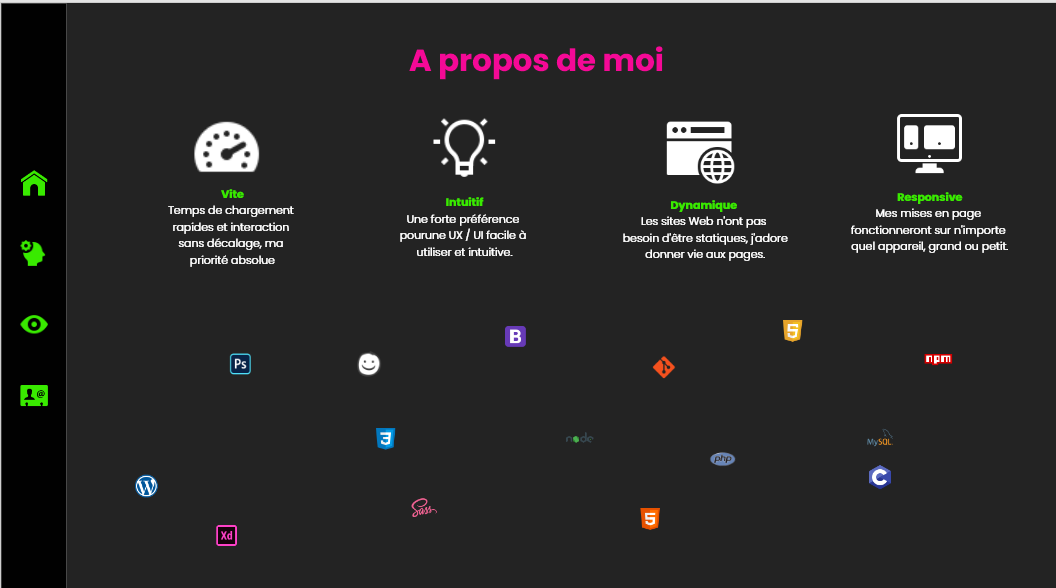 A propos de moi
Vite
Temps de chargement
rapides et interaction
sans décalage, ma
priorité absolue
Intuitif
Une forte préférence
pourune UX / UI facile à
utiliser et intuitive.
Dynamique
Les sites Web n'ont pas
besoin d'être statiques, j'adore
donner vie aux pages.
Responsive
Mes mises en page
fonctionneront sur n'importe
quel appareil, grand ou petit.
B
5
Ps
npm
3
node
MySQL
php
C
W
Sass
5
Xd
@